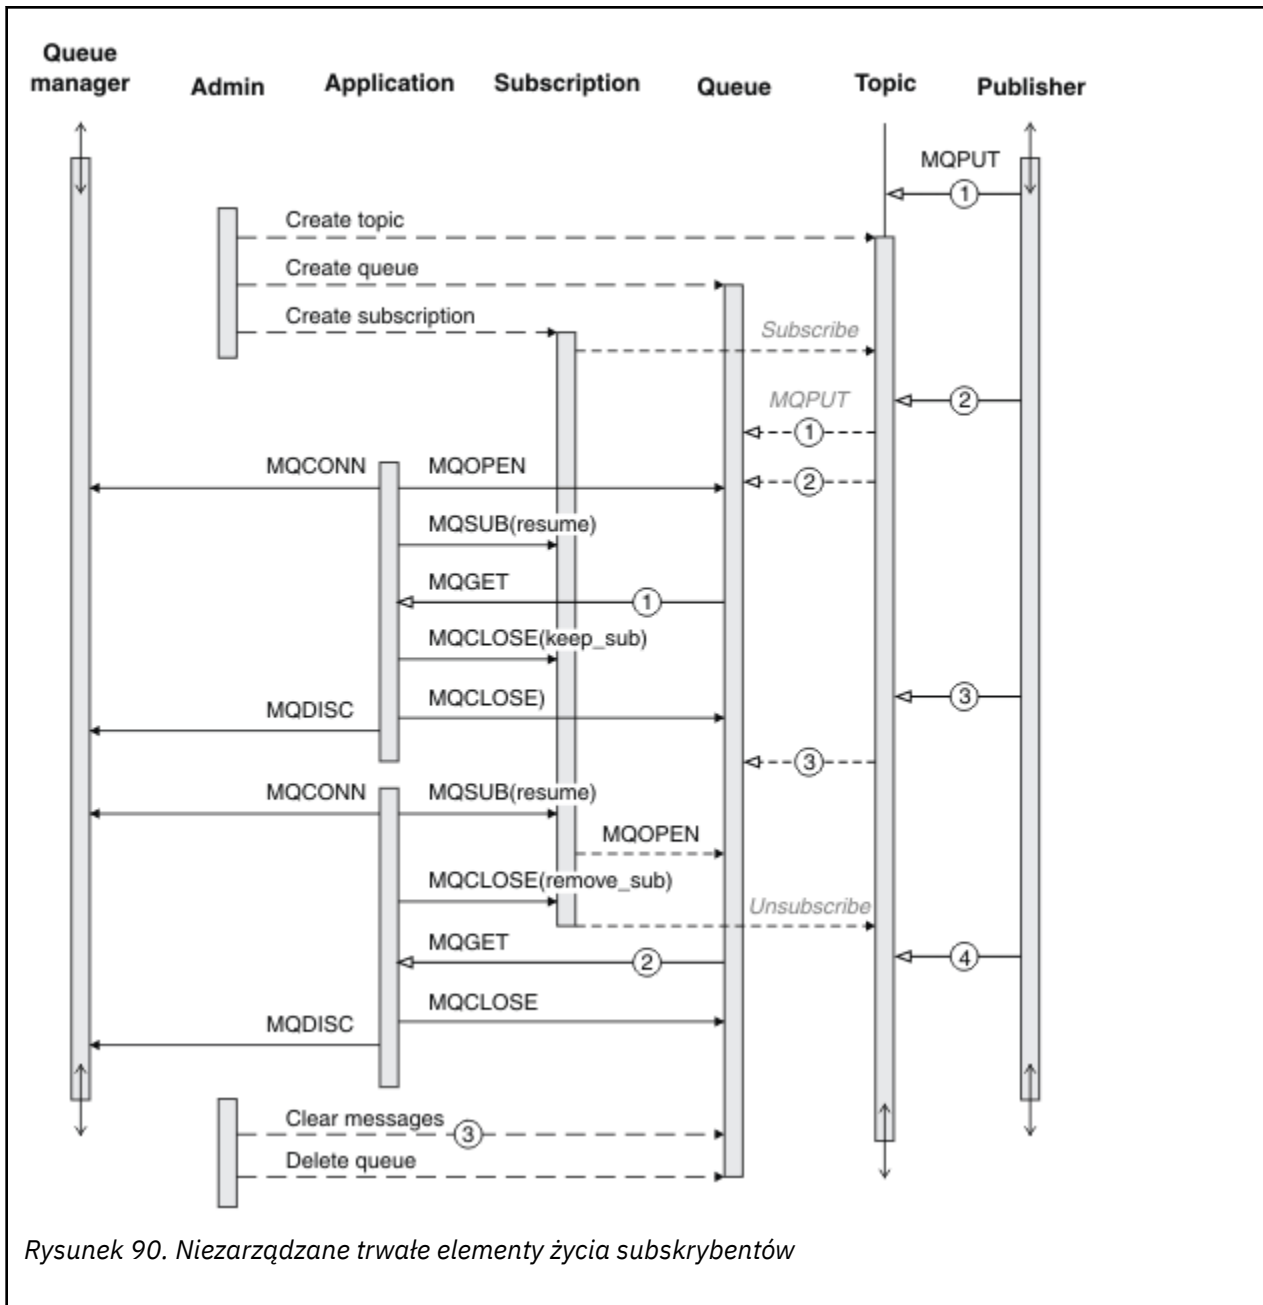 Queue
manager Admin Application Subscription Queue Topic Publisher
MQPUT
1
Create topic
Create queue
Create subscription
Subscribe
MQPUT
2
1
MQCONN MQOPEN
2
MQSUB(resume)
MQGET
1
MQCLOSE(keep_sub)
3
MQDISC MQCLOSE)
3
MQCONN MQSUB(resume)
MQOPEN
MQCLOSE(remove_sub)
Unsubscribe
MQGET
2
4
MQCLOSE
MQDISC
Clear messages
3
Delete queue
Rysunek 90. Niezarządzane trwałe elementy życia subskrybentów